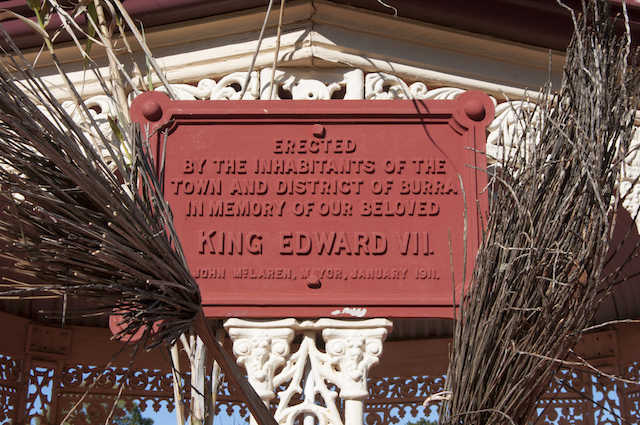 ERECTED
BY THE INHABITANTS OF THE
TOWN AND DISTRICT OF BURRA
IN MEMORY OF OUR BELOVED
KING EDWARD VII.
JOHN McLAREN, MAYOR, JANUARY 1911.